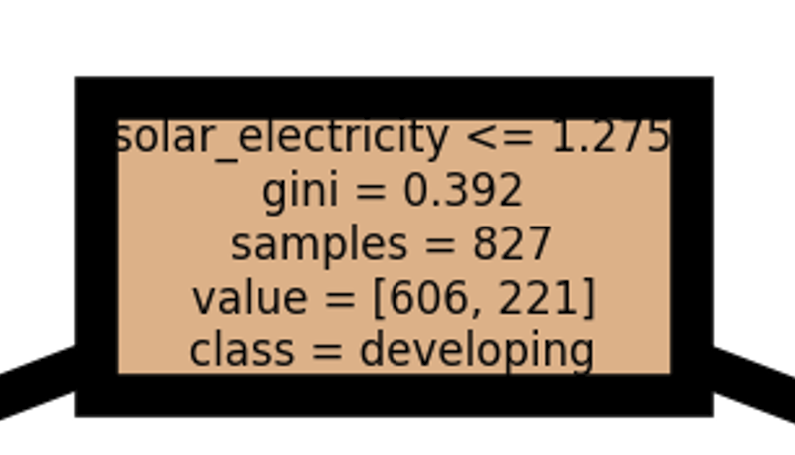 solar_electricity <= 1.275
gini = 0.392
samples = 827
value = [606, 221]
class = developing